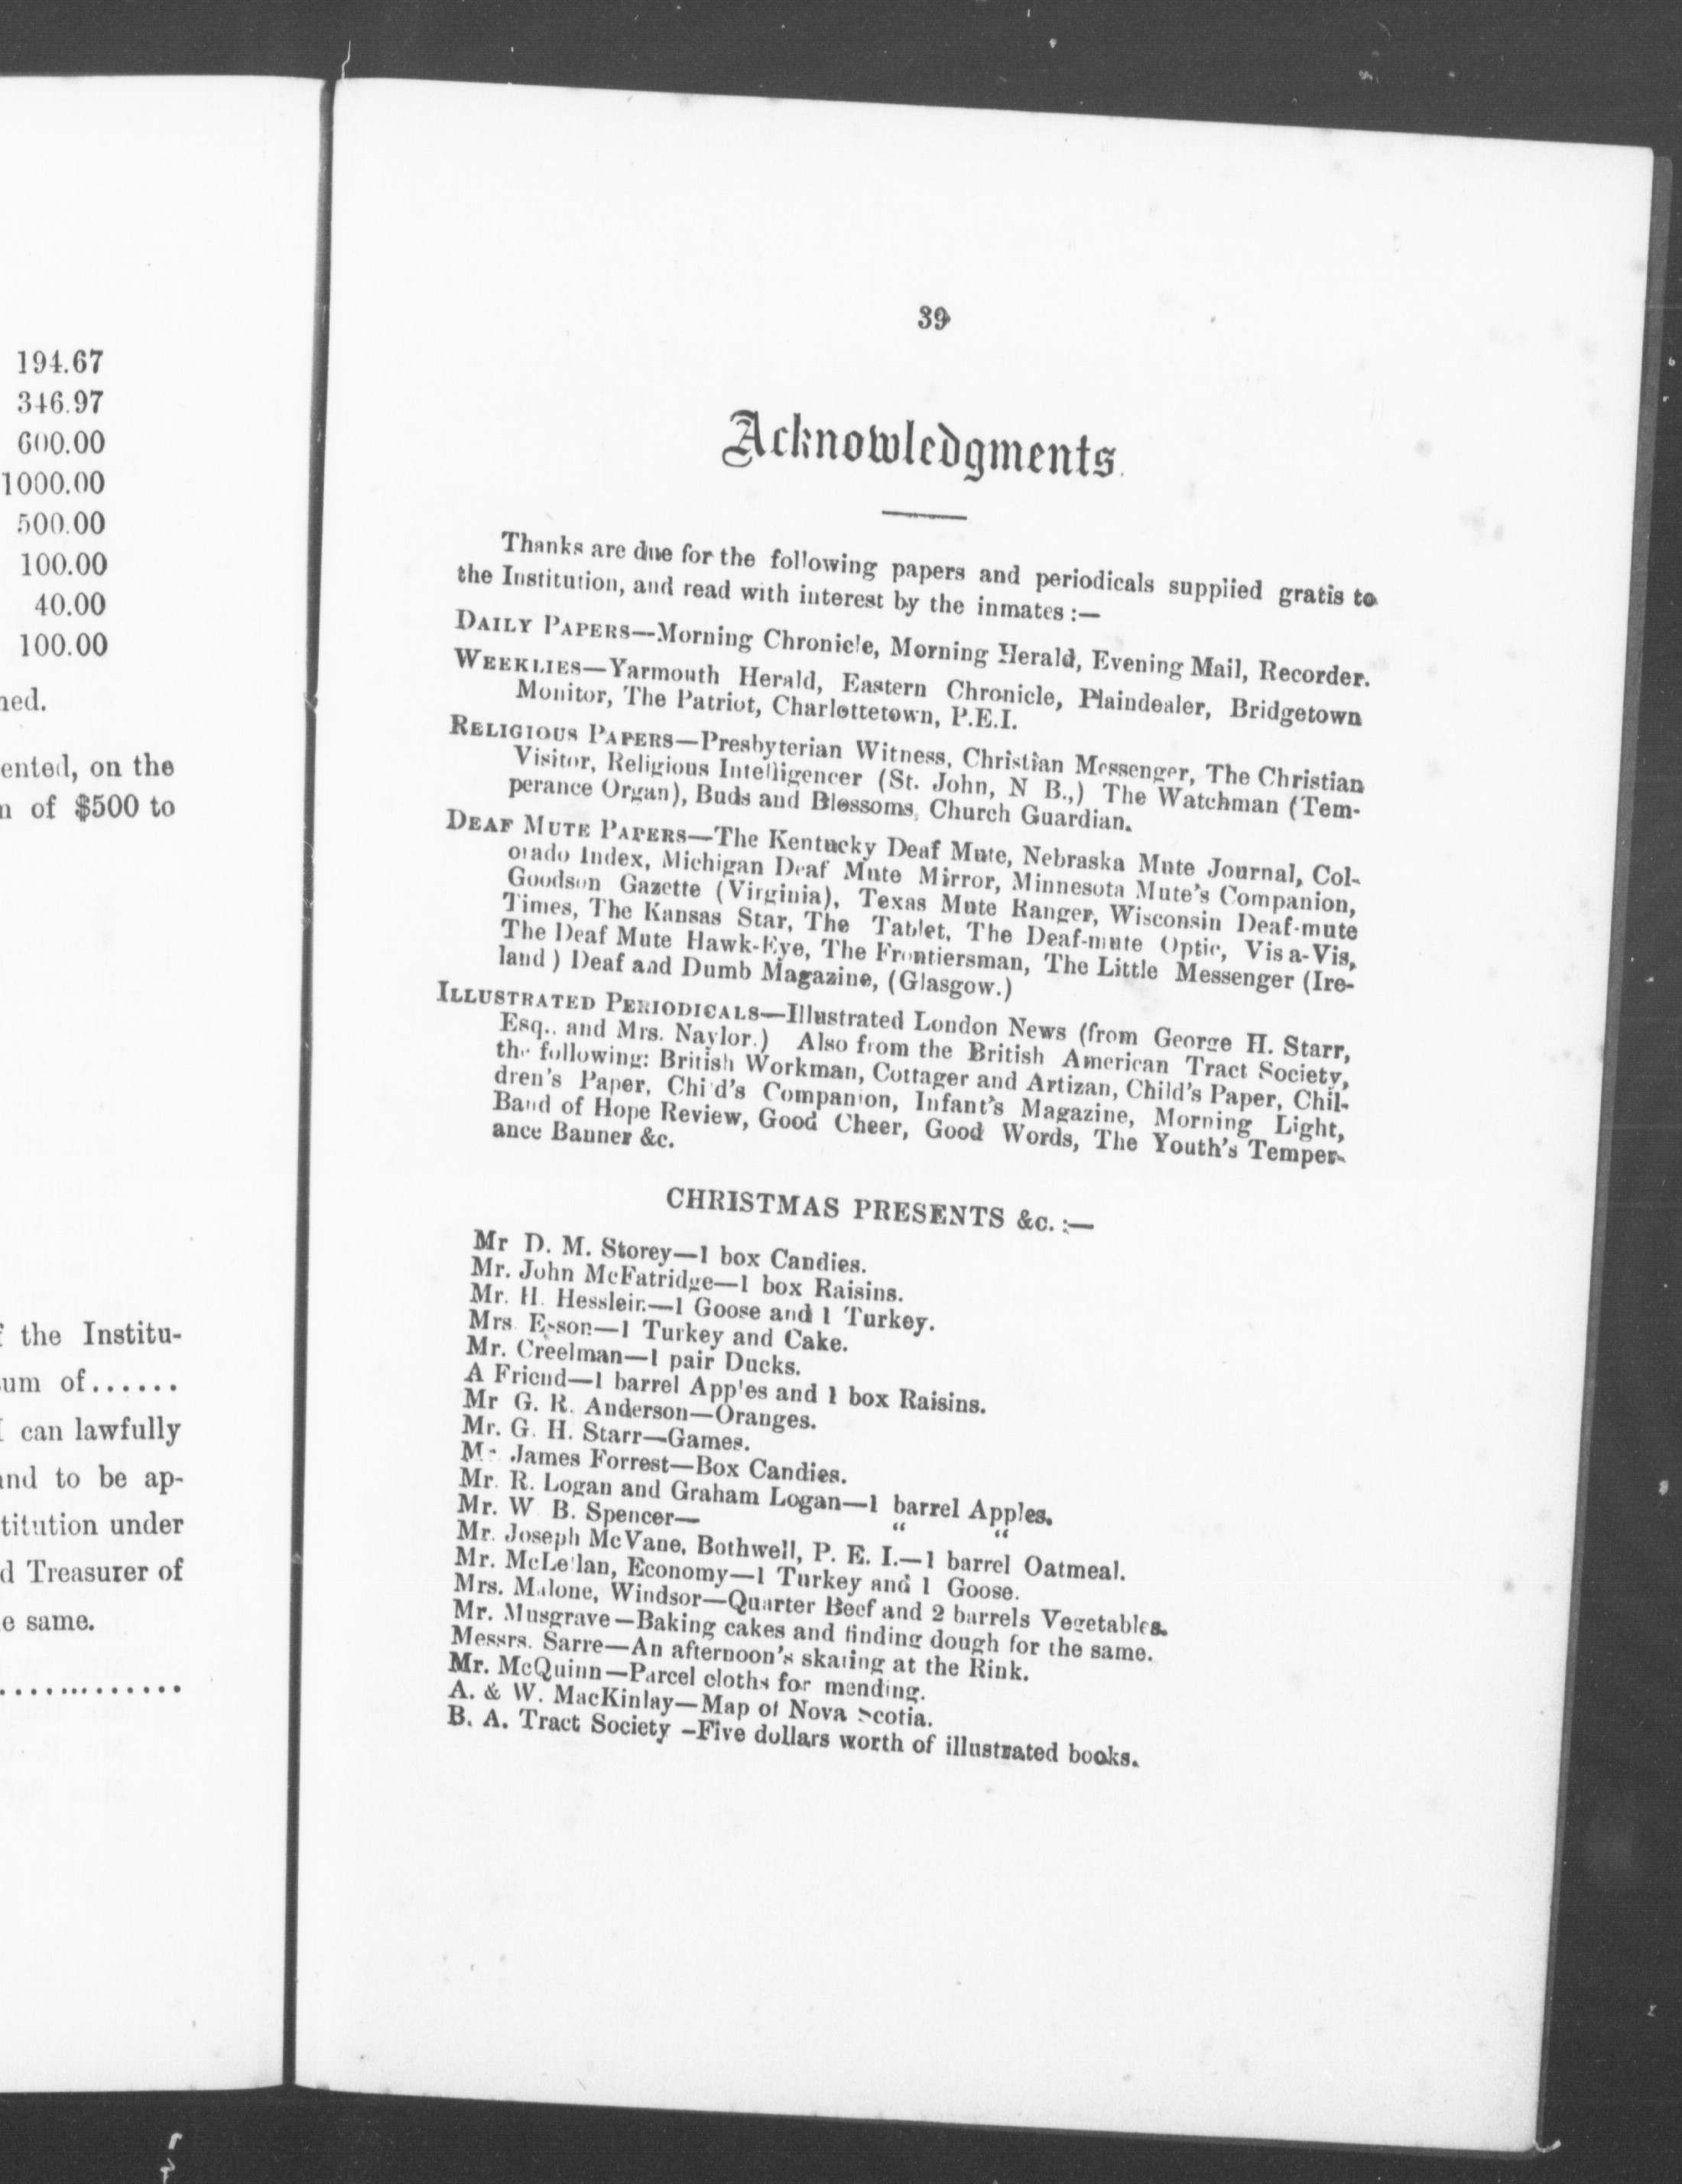 194.67
346.97
600.00
1000.00
500.00
100.00
40.00
100.00
ned.
ented, on the
of $500 to
the Institu-
um of......
can lawfully
and to be ap-
titution under
d Treasurer of
e same.
39
Acknowledgments.
Thanks are due for the following papers and periodicals supplied gratis to
the Institution, and read with interest by the inmates :—
DAILY PAPERS—Morning Chronicle, Morning Herald, Evening Mail, Recorder.
WEEKLIES—Yarmouth Herald, Eastern Chronicle, Plaindealer, Bridgetown
Monitor, The Patriot, Charlottetown, P.E.I.
RELIGIOUS PAPERS—Presbyterian Witness, Christian Messenger, The Christian
Visitor, Religious Intelligencer (St. John, N B.,) The Watchman (Tem-
perance Organ), Buds and Blossoms, Church Guardian.
DEAF MUTE PAPERS—The Kentucky Deaf Mute, Nebraska Mute Journal, Col-
orado Index, Michigan Deaf Mute Mirror, Minnesota Mute's Companion,
Goodson Gazette (Virginia), Texas Mute Ranger, Wisconsin Deaf-mute
Times, The Kansas Star, The Tablet, The Deaf-mute Optic, Vis a-Vis,
The Deaf Mute Hawk-Eye, The Frontiersman, The Little Messenger (Ire-
land ) Deaf and Dumb Magazine, (Glasgow.)
ILLUSTRATED PERIODICALS—Illustrated London News (from George H. Starr,
Esq.. and Mrs. Naylor.) Also from the British American Tract Society,
the following: British Workman, Cottager and Artizan, Child's Paper, Chil-
dren's Paper, Child's Companion, Infant's Magazine, Morning Light,
Band of Hope Review, Good Cheer, Good Words, The Youth's Temper-
ance Banner &c.
CHRISTMAS PRESENTS &c. :—
Mr D. M. Storey—1 box Candies.
Mr. John McFatridge—1 box Raisins.
Mr. H. Hesslein—1 Goose and 1 Turkey.
Mrs. Esson—1 Turkey and Cake.
Mr. Creelman—1 pair Ducks.
A Friend—1 barrel Apples and 1 box Raisins.
Mr G. R. Anderson—Oranges.
Mr. G. H. Starr—Games.
Mr. James Forrest—Box Candies.
Mr. R. Logan and Graham Logan—1 barrel Apples.
Mr. W B. Spencer— " "
Mr. Joseph McVane, Bothwell, P. E. I.—1 barrel Oatmeal.
Mr. McLellan, Economy—1 Turkey and 1 Goose.
Mrs. Malone, Windsor—Quarter Beef and 2 barrels Vegetables.
Mr. Musgrave—Baking cakes and finding dough for the same.
Messrs. Sarre—An afternoon's skating at the Rink.
Mr. McQuinn—Parcel cloths for mending.
A. & W. MacKinlay—Map of Nova Scotia.
B. A. Tract Society –Five dollars worth of illustrated books.